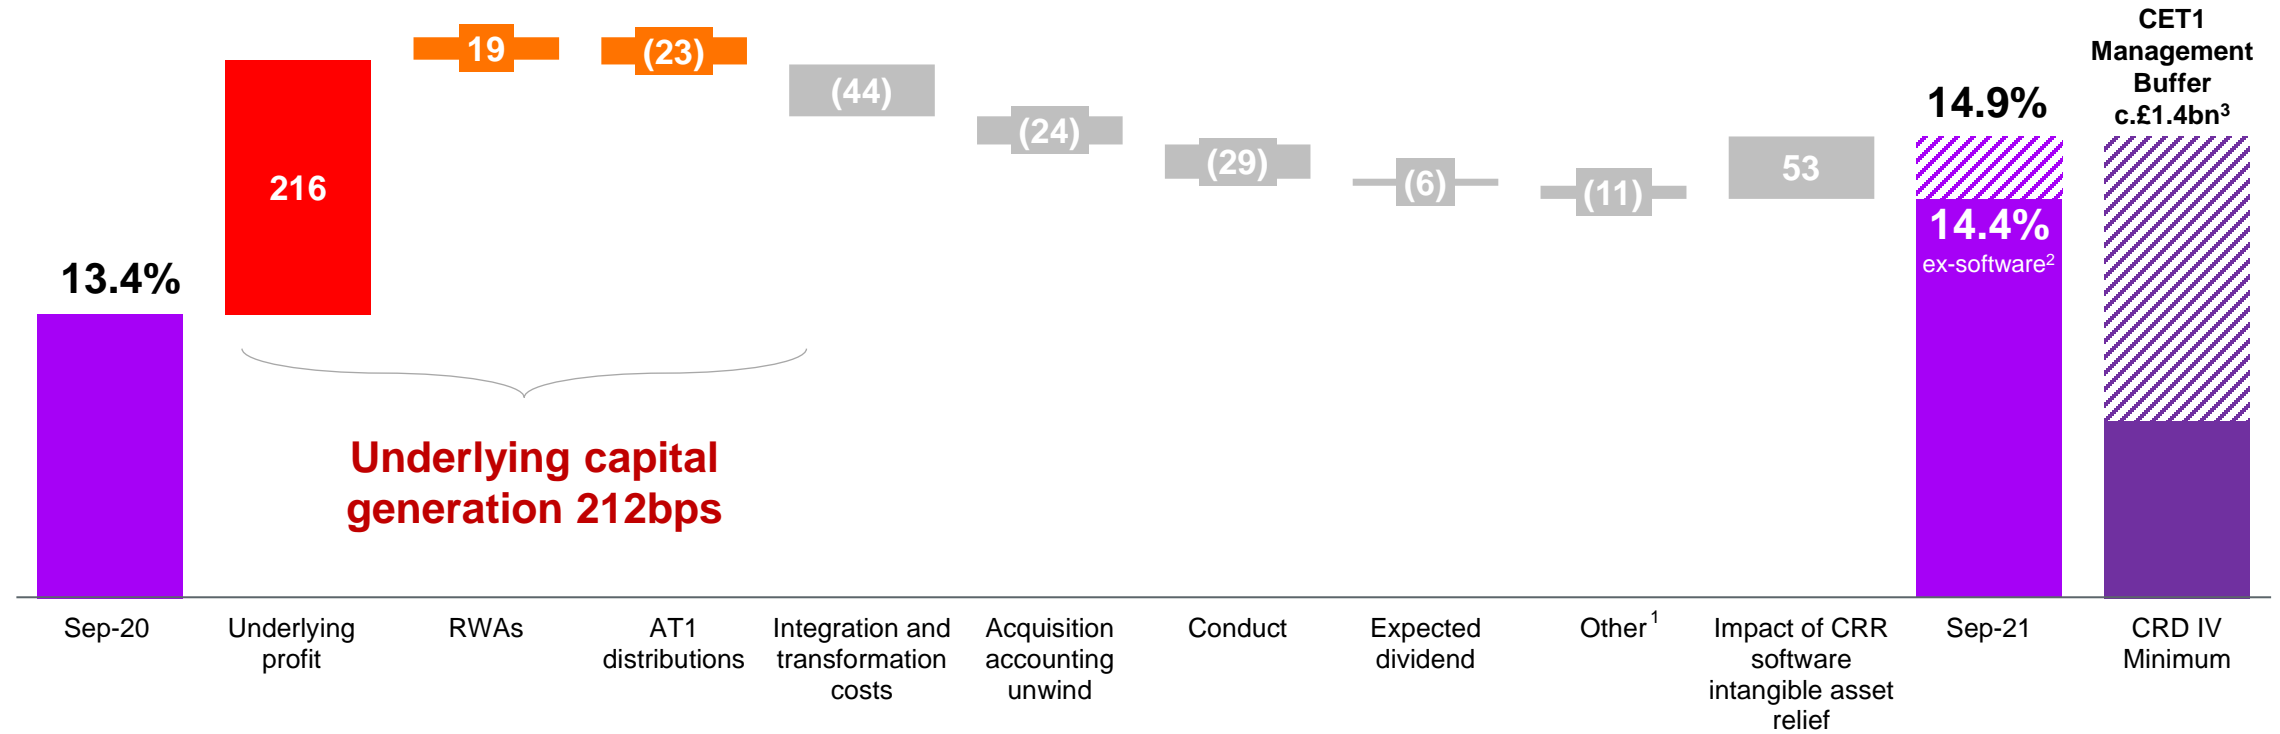 CET1
Management
Buffer
c.£1.4bn³
19
(23)
(44)
14.9%
(24)
216
(29)
(6)
(11)
53
14.4%
ex-software²
13.4%
Underlying capital
generation 212bps
Sep-20
Underlying
profit
RWAs
AT1
distributions
Integration and
transformation
costs
Acquisition
accounting
unwind
Conduct
Expected
dividend
Other ¹
Impact of CRR
software
intangible asset
relief
Sep-21
CRD IV
Minimum